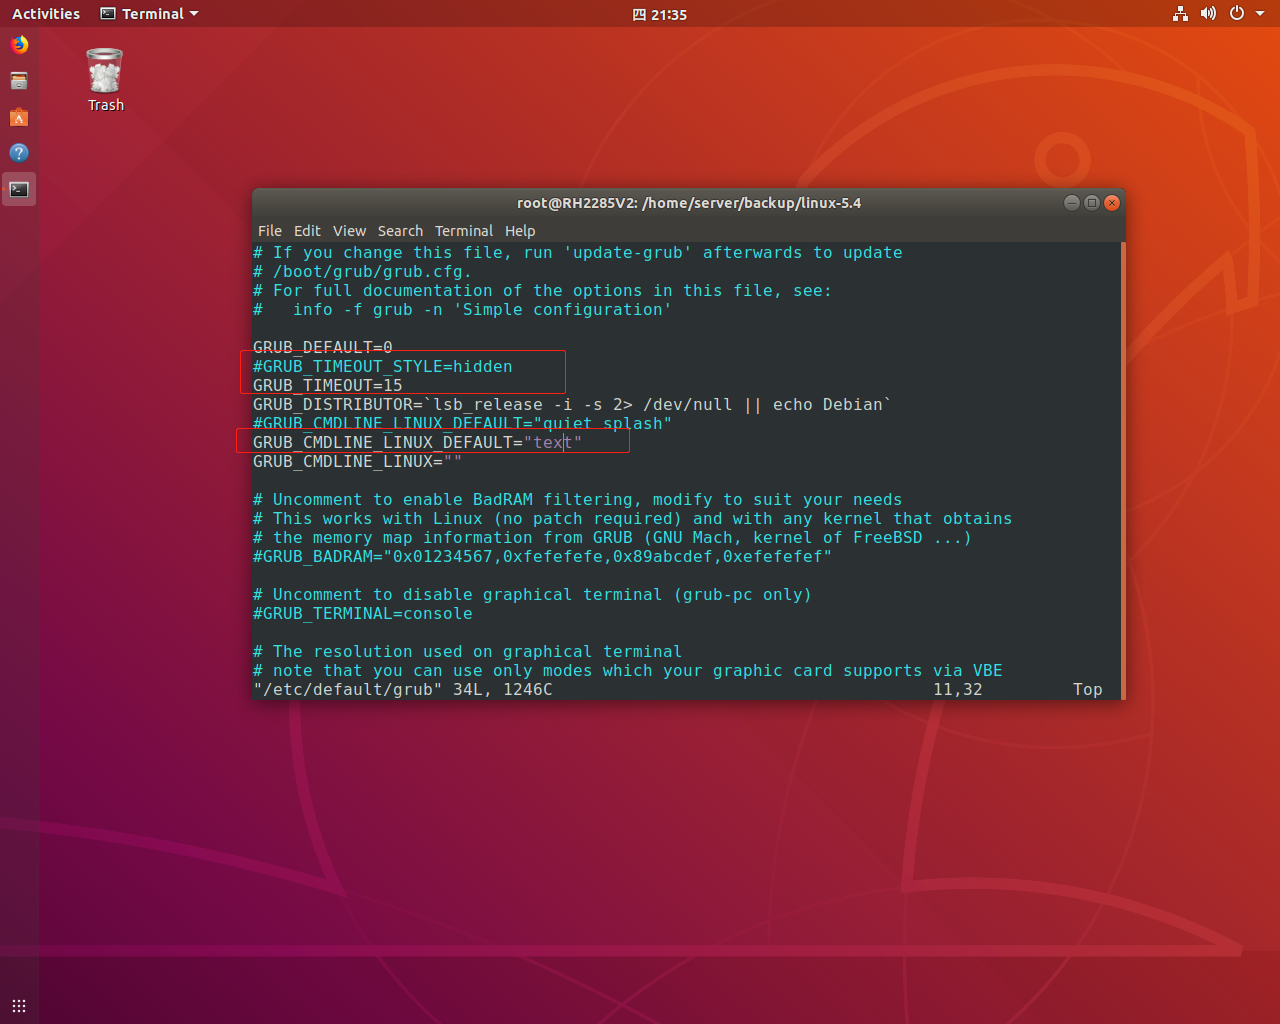 Activities Terminal 四 21:35
Trash
root@RH2285V2: /home/server/backup/linux-5.4
File Edit View Search Terminal Help
# If you change this file, run 'update-grub' afterwards to update
# /boot/grub/grub.cfg.
# For full documentation of the options in this file, see:
#   info -f grub -n 'Simple configuration'
GRUB_DEFAULT=0
#GRUB_TIMEOUT_STYLE=hidden
GRUB_TIMEOUT=15
GRUB_DISTRIBUTOR=`lsb_release -i -s 2> /dev/null || echo Debian`
#GRUB_CMDLINE_LINUX_DEFAULT="quiet splash"
GRUB_CMDLINE_LINUX_DEFAULT="text"
GRUB_CMDLINE_LINUX=""
# Uncomment to enable BadRAM filtering, modify to suit your needs
# This works with Linux (no patch required) and with any kernel that obtains
# the memory map information from GRUB (GNU Mach, kernel of FreeBSD ...)
#GRUB_BADRAM="0x01234567,0xfefefefe,0x89abcdef,0xefefefef"
# Uncomment to disable graphical terminal (grub-pc only)
#GRUB_TERMINAL=console
# The resolution used on graphical terminal
# note that you can use only modes which your graphic card supports via VBE
"/etc/default/grub" 34L, 1246C 11,32 Top